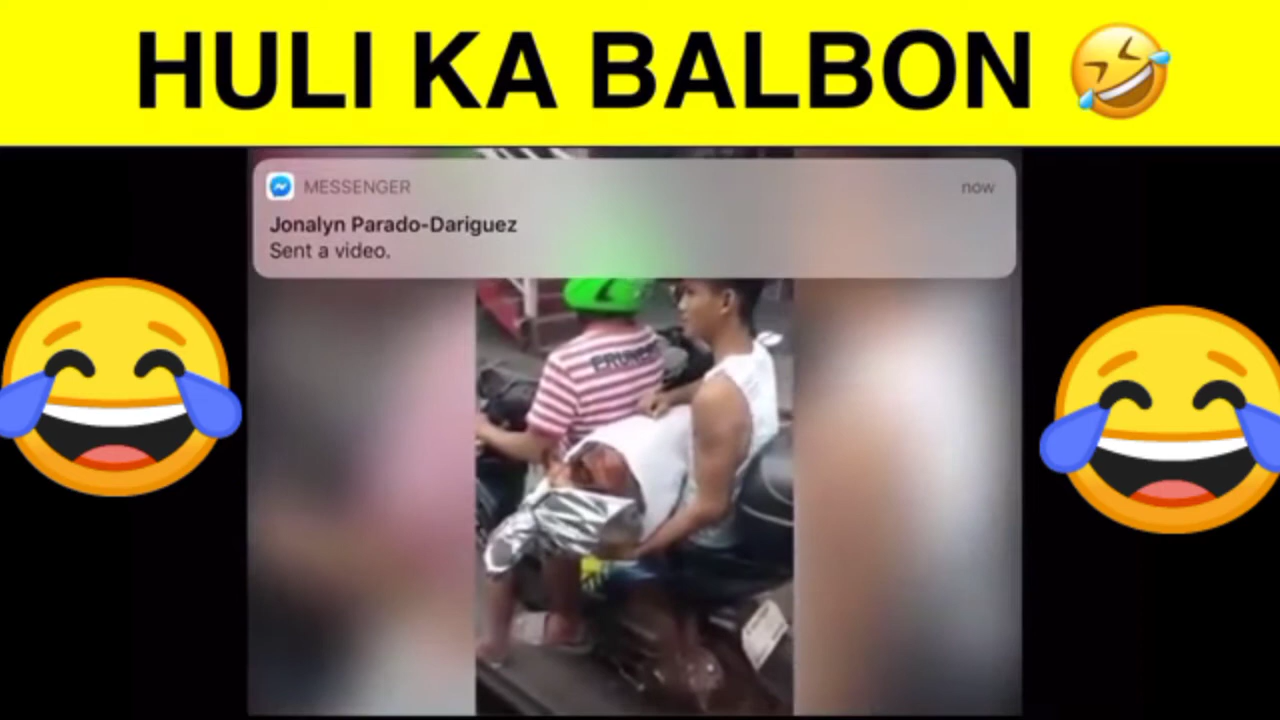 HULI KA BALBON 🤣
MESSENGER
now
Jonalyn Parado-Dariguez
Sent a video.